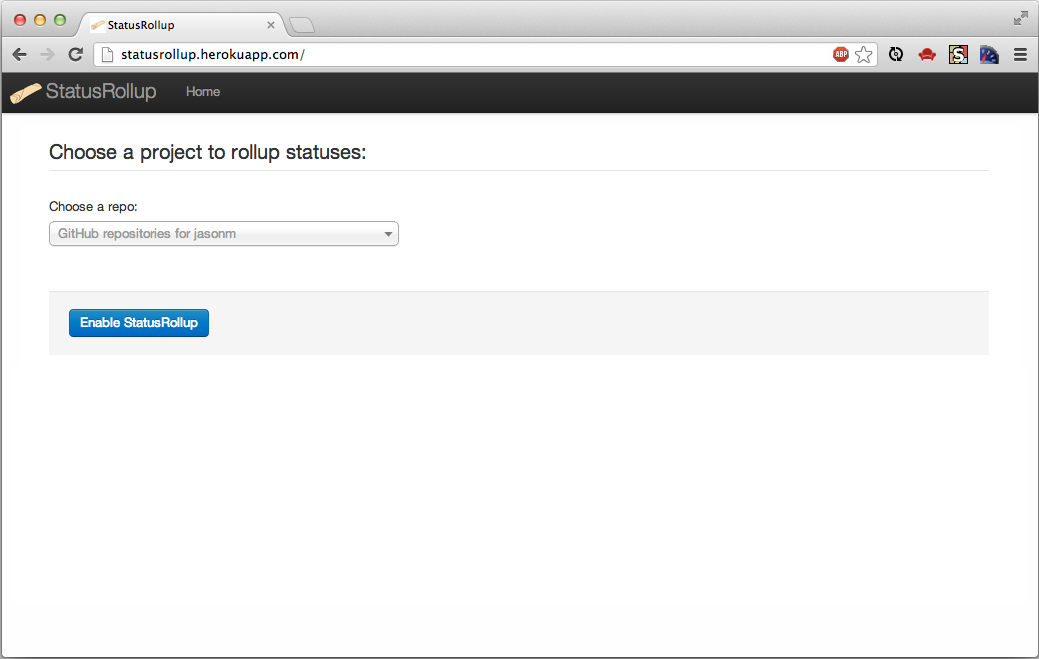 StatusRollup
statusrollup.herokuapp.com/
ABP
S
StatusRollup Home
Choose a project to rollup statuses:
Choose a repo:
GitHub repositories for jasonm
Enable StatusRollup